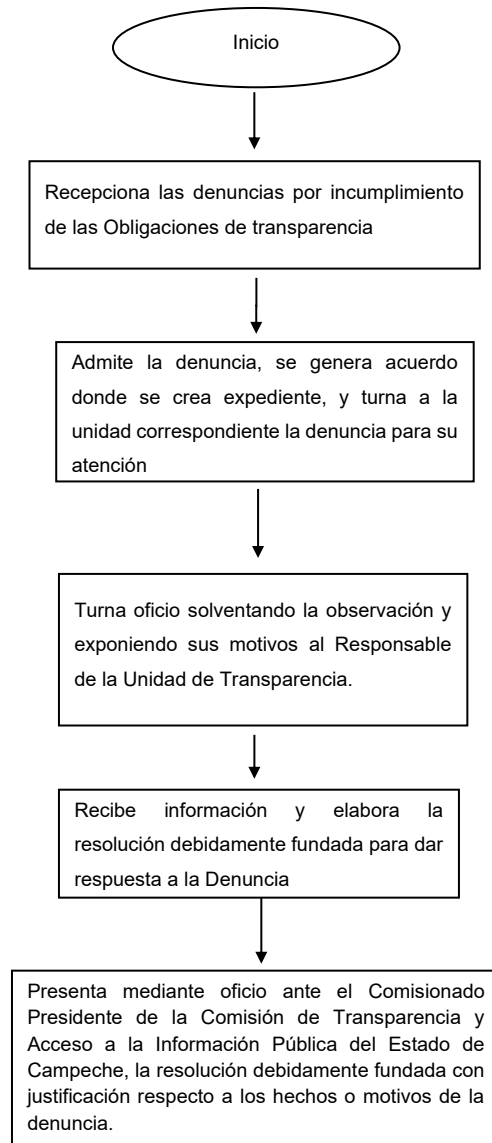 Inicio
Recepciona las denuncias por incumplimiento
de las Obligaciones de transparencia
Admite la denuncia, se genera acuerdo
donde se crea expediente, y turna a la
unidad correspondiente la denuncia para su
atención
Turna oficio solventando la observación y
exponiendo sus motivos al Responsable
de la Unidad de Transparencia.
Recibe información y elabora la
resolución debidamente fundada para dar
respuesta a la Denuncia
Presenta mediante oficio ante el Comisionado
Presidente de la Comisión de Transparencia y
Acceso a la Información Pública del Estado de
Campeche, la resolución debidamente fundada con
justificación respecto a los hechos o motivos de la
denuncia.